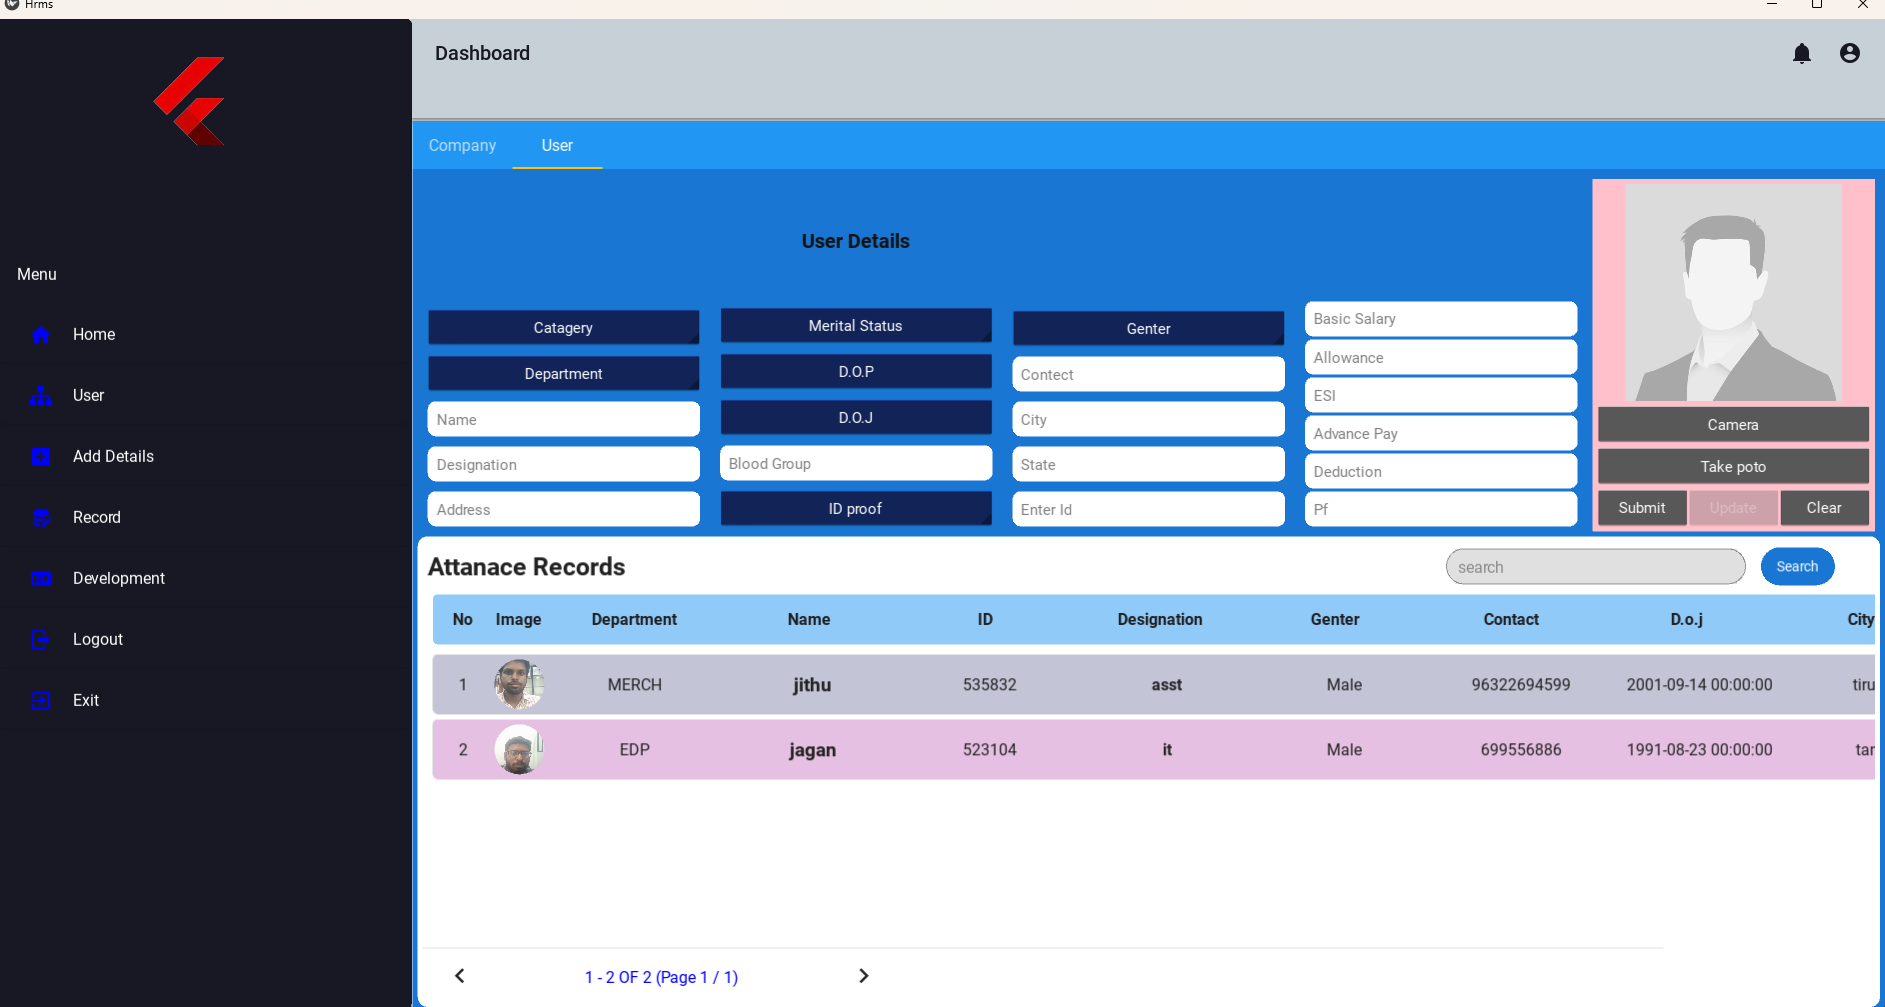 Hrms
Dashboard
Company User
User Details
Menu
Home
User
Add Details
Record
Development
Logout
Exit
Catagery
Department
Name
Designation
Address
Merital Status
D.O.P
D.O.J
Blood Group
ID proof
Genter
Contect
City
State
Enter Id
Basic Salary
Allowance
ESI
Advance Pay
Deduction
Pf
Camera
Take poto
Submit Update Clear
Attanace Records
search Search
No Image Department Name ID Designation Genter Contact D.o.j City
1 MERCH jithu 535832 asst Male 96322694599 2001-09-14 00:00:00 tiru
2 EDP jagan 523104 it Male 699556886 1991-08-23 00:00:00 tar
1 - 2 OF 2 (Page 1 / 1)